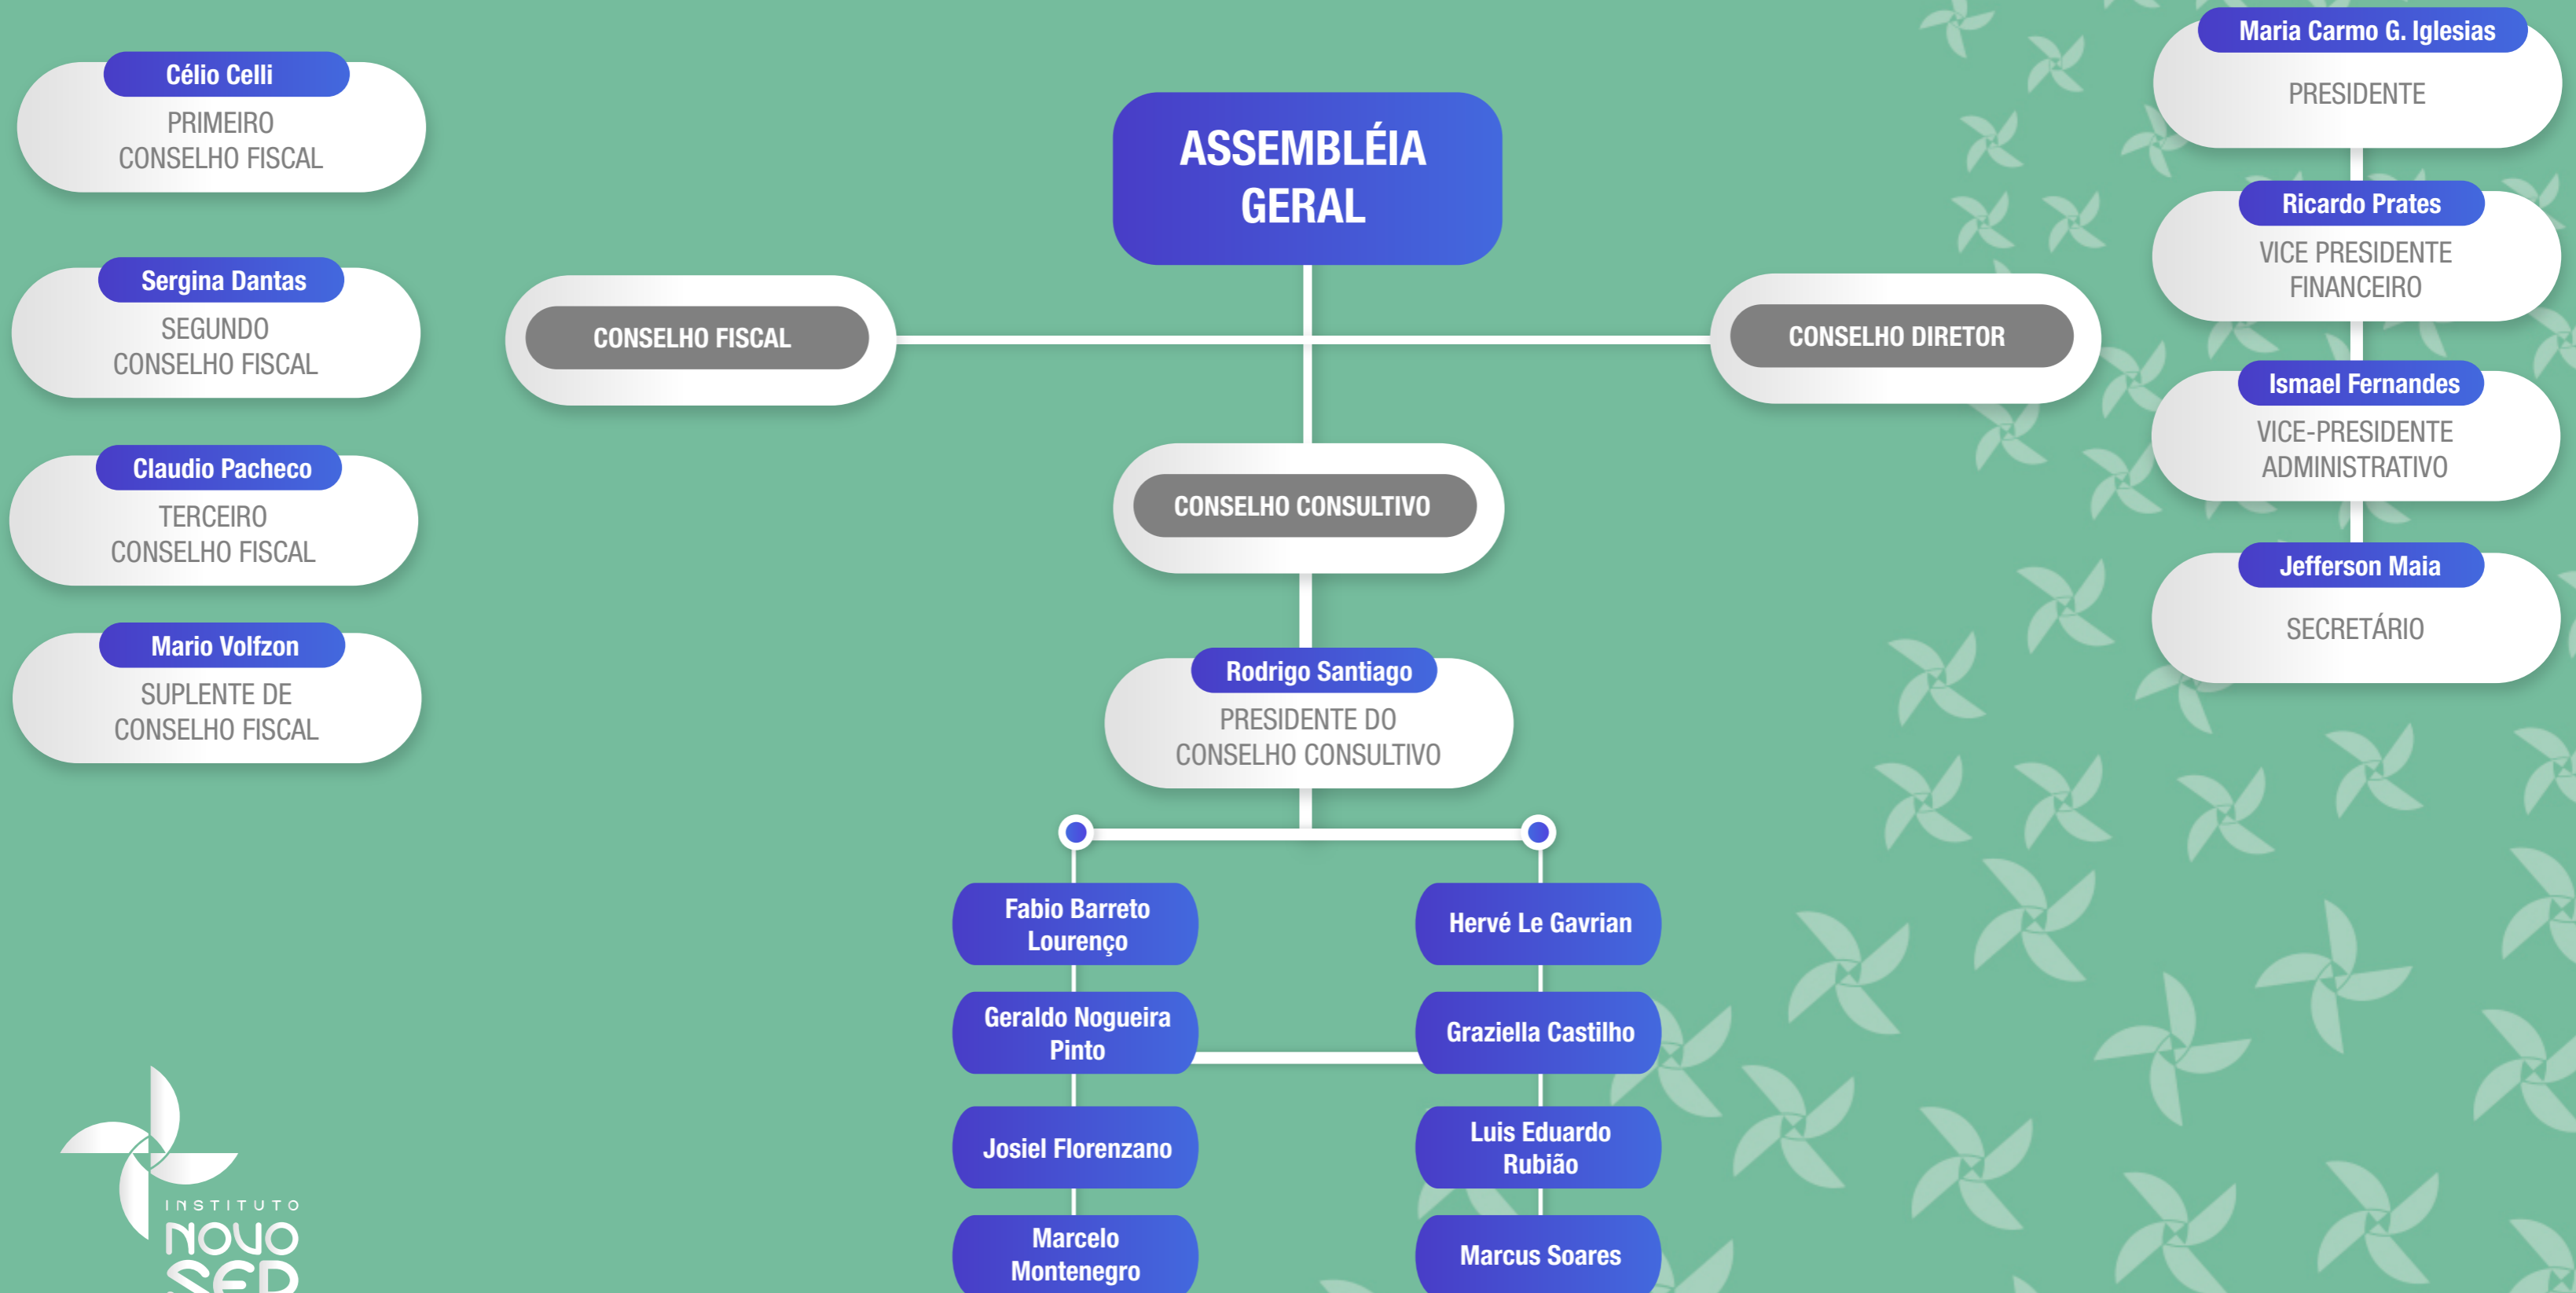 Célio Celli
PRIMEIRO
CONSELHO FISCAL
Sergina Dantas
SEGUNDO
CONSELHO FISCAL
Claudio Pacheco
TERCEIRO
CONSELHO FISCAL
Mario Volfzon
SUPLENTE DE
CONSELHO FISCAL
ASSEMBLÉIA
GERAL
CONSELHO FISCAL
CONSELHO DIRETOR
CONSELHO CONSULTIVO
Rodrigo Santiago
PRESIDENTE DO
CONSELHO CONSULTIVO
Fabio Barreto
Lourenço
Geraldo Nogueira
Pinto
Josiel Florenzano
Marcelo
Montenegro
Hervé Le Gavrian
Graziella Castilho
Luis Eduardo
Rubião
Marcus Soares
Maria Carmo G. Iglesias
PRESIDENTE
Ricardo Prates
VICE PRESIDENTE
FINANCEIRO
Ismael Fernandes
VICE-PRESIDENTE
ADMINISTRATIVO
Jefferson Maia
SECRETÁRIO
INSTITUTO
NOVO
SER